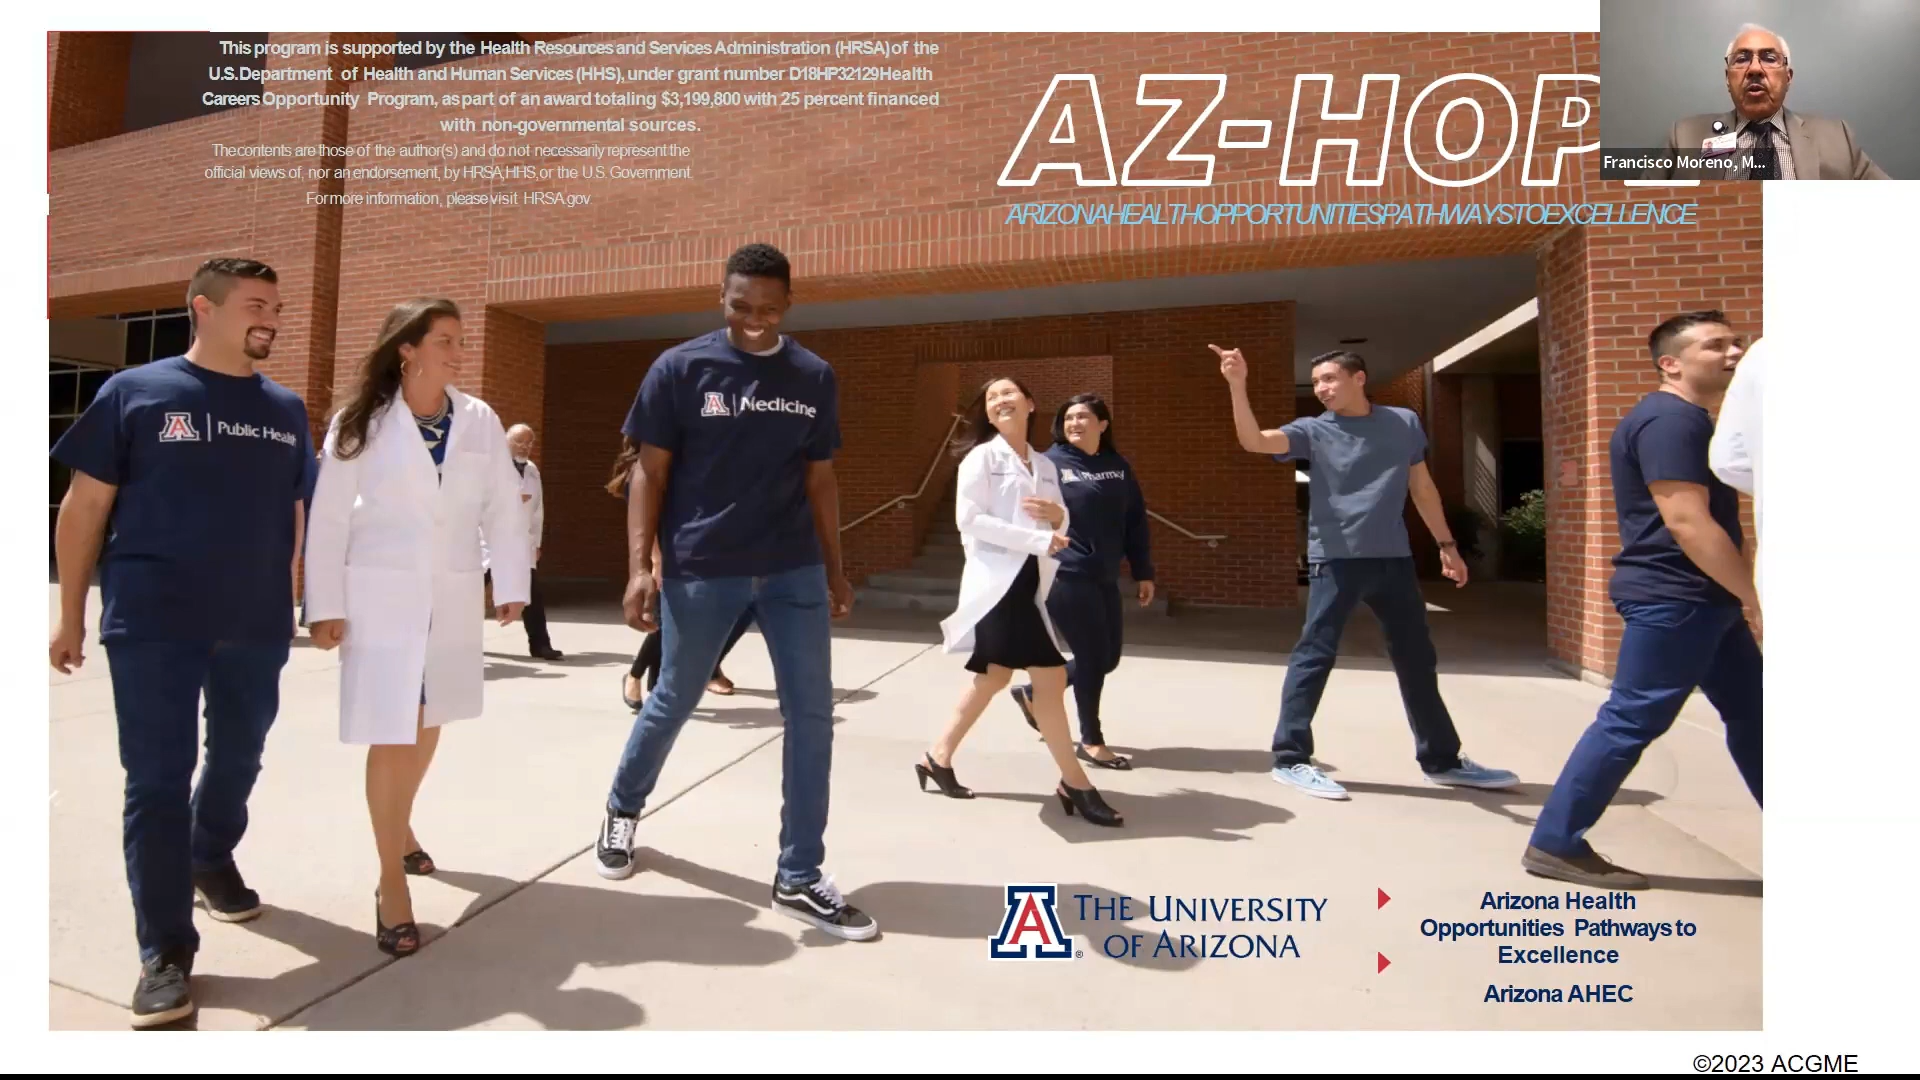 This program is supported by the Health Resources and Services Administration (HRSA) of the
U.S. Department of Health and Human Services (HHS), under grant number D18HP32129 Health
Careers Opportunity Program, as part of an award totaling $3,199,800 with 25 percent financed
with non-governmental sources.
The contents are those of the author(s) and do not necessarily represent the
official views of, nor an endorsement, by HRSA, HHS, or the U.S. Government.
For more information, please visit HRSA.gov
AZ-HOP
ARIZONAHEALTHOPPORTUNITIESPATHWAYSTOEXCELLENCE
Francisco Moreno, M...
A | Public Health
A | Medicine
A | Pharmacy
A
THE UNIVERSITY
OF ARIZONA
Arizona Health
Opportunities Pathways to
Excellence
Arizona AHEC
©2023 ACGME